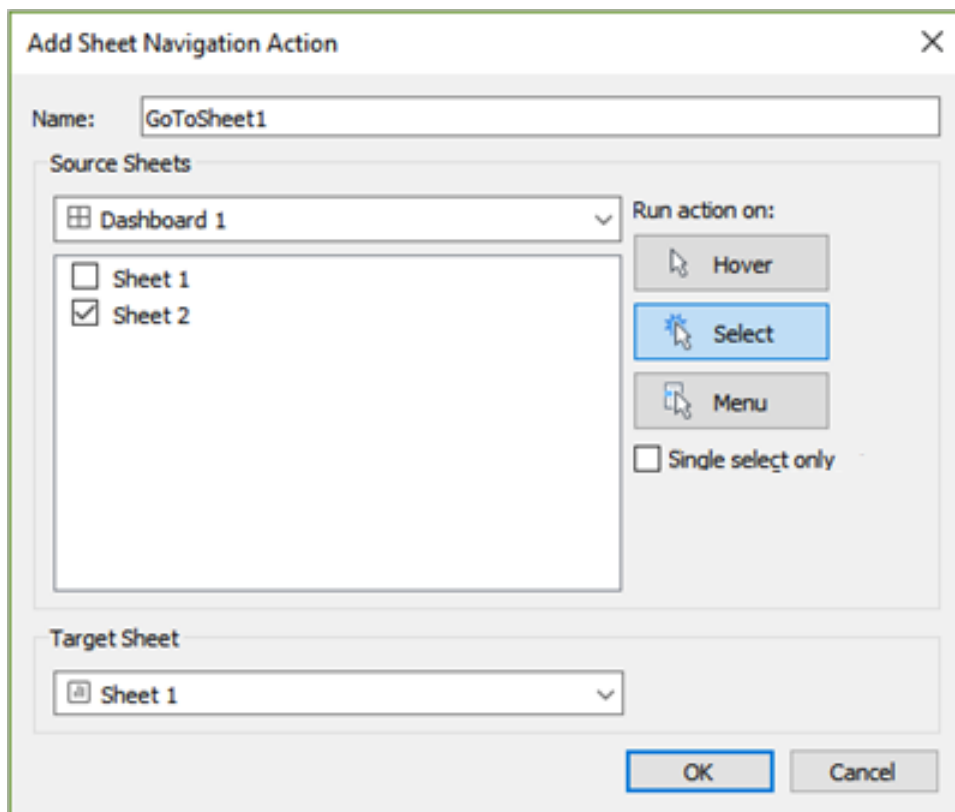 Add Sheet Navigation Action
Name: GoToSheet1
Source Sheets
Dashboard 1
Run action on:
Sheet 1
Sheet 2
Hover
Select
Menu
Single select only
Target Sheet
Sheet 1
OK Cancel